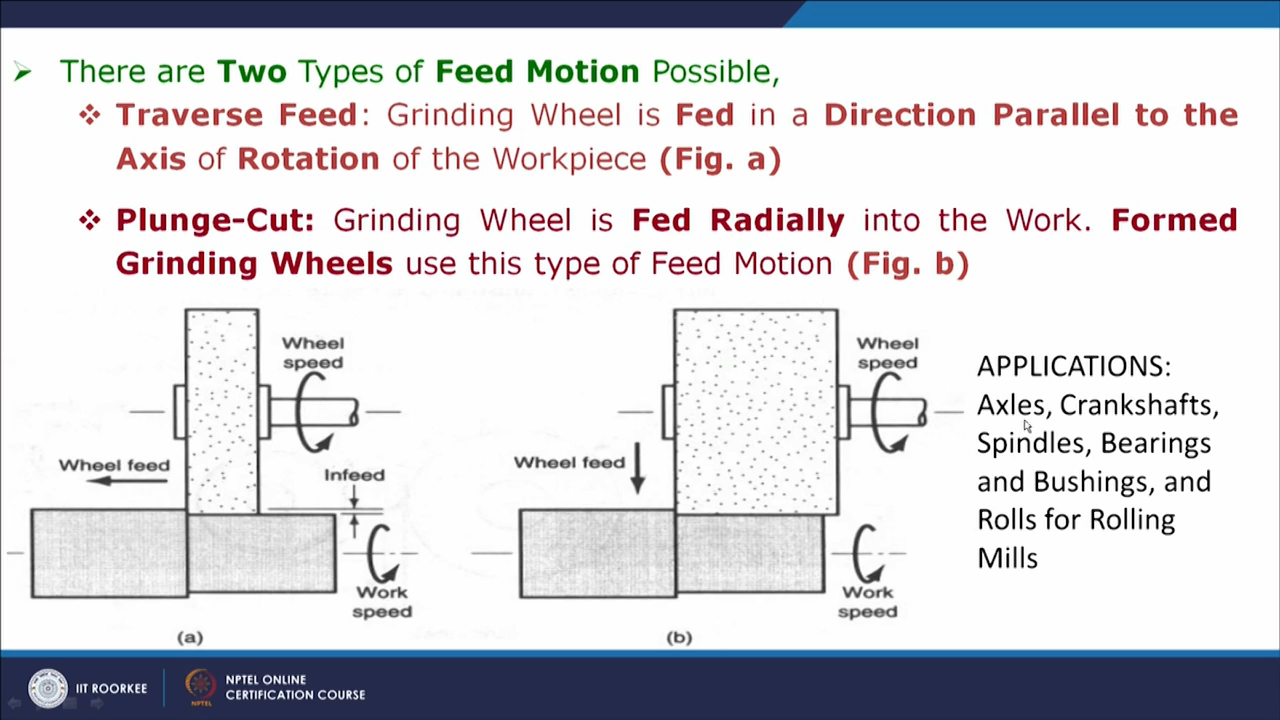 There are Two Types of Feed Motion Possible,
Traverse Feed: Grinding Wheel is Fed in a Direction Parallel to the
Axis of Rotation of the Workpiece (Fig. a)
Plunge-Cut: Grinding Wheel is Fed Radially into the Work. Formed
Grinding Wheels use this type of Feed Motion (Fig. b)
Wheel
speed
Wheel feed
Infeed
Work
speed
(a)
Wheel
speed
Wheel feed
Work
speed
(b)
APPLICATIONS:
Axles, Crankshafts,
Spindles, Bearings
and Bushings, and
Rolls for Rolling
Mills
IIT ROORKEE
NPTEL
NPTEL ONLINE
CERTIFICATION COURSE